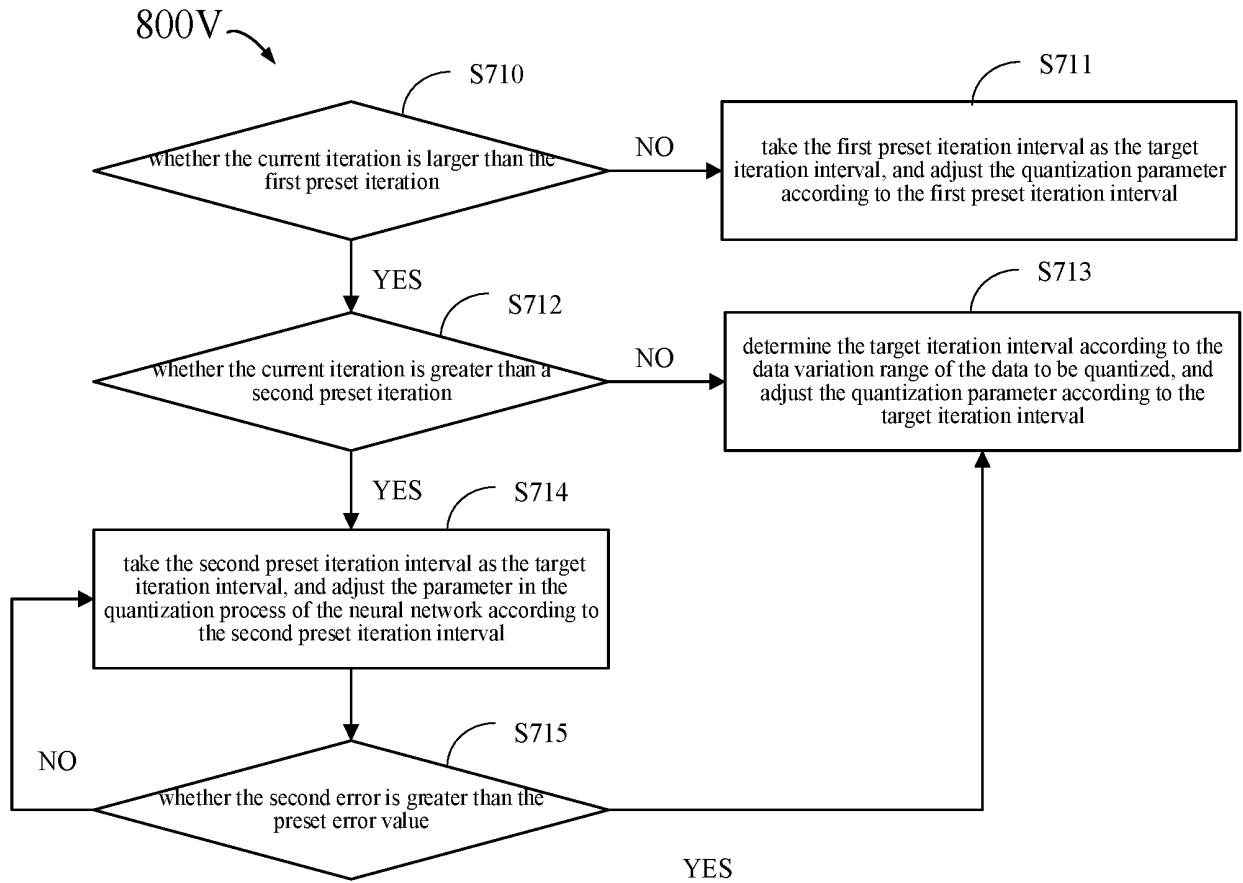 800V
S710
whether the current iteration is larger than the
first preset iteration
NO
S711
take the first preset iteration interval as the target
iteration interval, and adjust the quantization parameter
according to the first preset iteration interval
YES
S712
whether the current iteration is greater than a
second preset iteration
NO
S713
determine the target iteration interval according to the
data variation range of the data to be quantized, and
adjust the quantization parameter according to the
target iteration interval
YES
S714
take the second preset iteration interval as the target
iteration interval, and adjust the parameter in the
quantization process of the neural network according to
the second preset iteration interval
S715
whether the second error is greater than the
preset error value
NO
YES